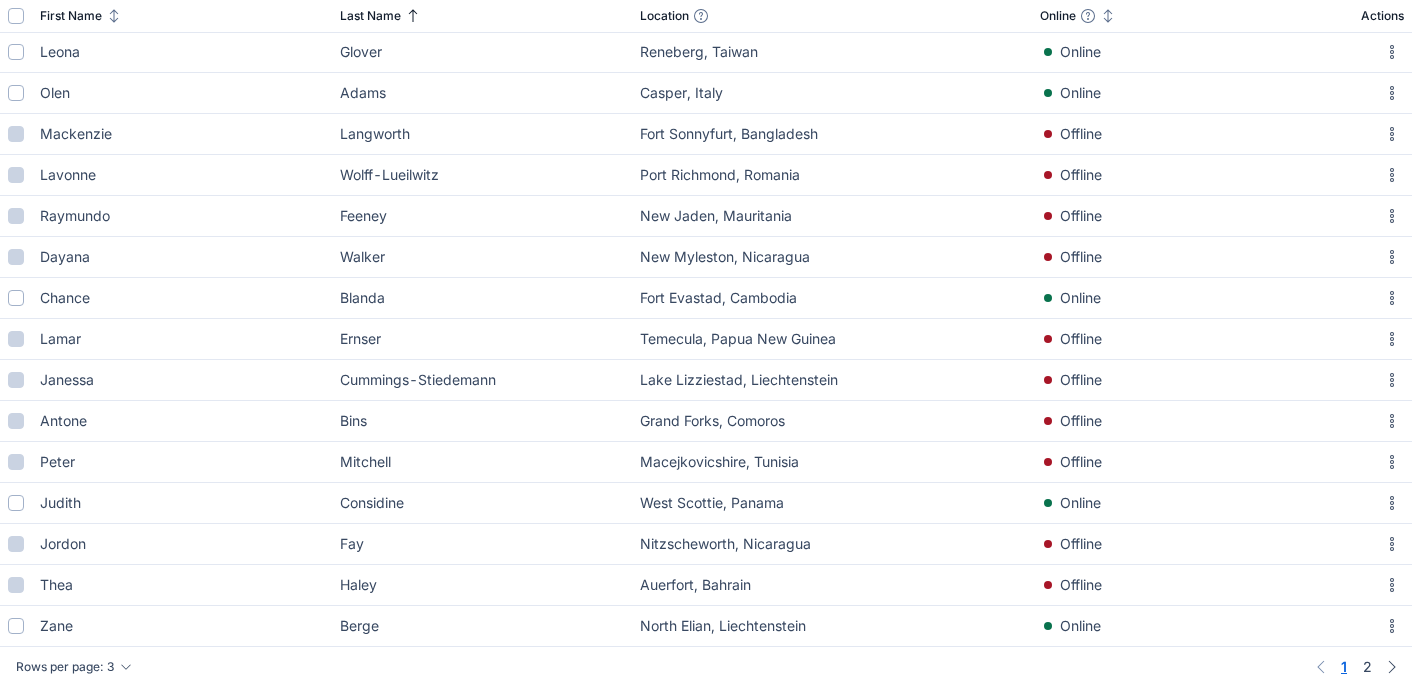 First Name Last Name Location Online Actions
Leona Glover Reneberg, Taiwan Online
Olen Adams Casper, Italy Online
Mackenzie Langworth Fort Sonnyfurt, Bangladesh Offline
Lavonne Wolff-Lueilwitz Port Richmond, Romania Offline
Raymundo Feeney New Jaden, Mauritania Offline
Dayana Walker New Myleston, Nicaragua Offline
Chance Blanda Fort Evastad, Cambodia Online
Lamar Ernser Temecula, Papua New Guinea Offline
Janessa Cummings-Stiedemann Lake Lizziestad, Liechtenstein Offline
Antone Bins Grand Forks, Comoros Offline
Peter Mitchell Macejkovicshire, Tunisia Offline
Judith Considine West Scottie, Panama Online
Jordon Fay Nitzscheworth, Nicaragua Offline
Thea Haley Auerfort, Bahrain Offline
Zane Berge North Elian, Liechtenstein Online
Rows per page: 3 1 2